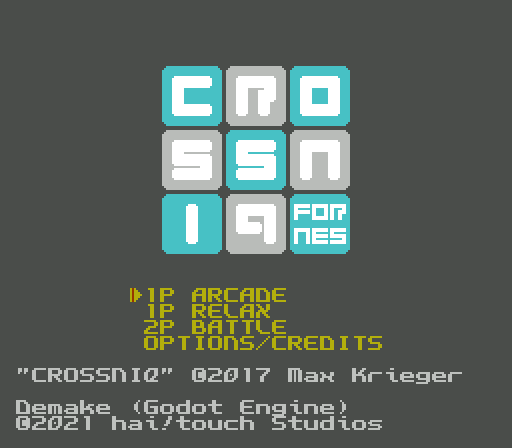 CRO
SSN
IQ FOR NES
1P ARCADE
1P RELAX
2P BATTLE
OPTIONS/CREDITS
"CROSSNIQ" ©2017 Max Krieger
Demake (Godot Engine)
©2021 hai/touch Studios